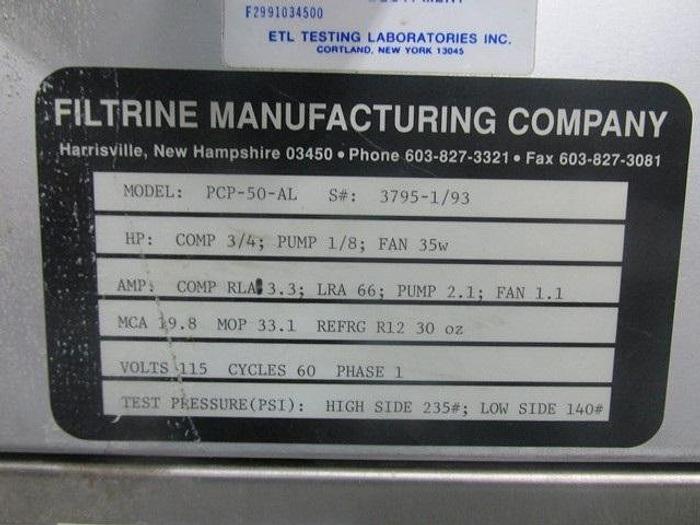 F2991034500
ETL TESTING LABORATORIES INC.
CORTLAND, NEW YORK 13045
FILTRINE MANUFACTURING COMPANY
Harrisville, New Hampshire 03450 • Phone 603-827-3321 • Fax 603-827-3081
MODEL: PCP-50-AL S#: 3795-1/93
HP: COMP 3/4; PUMP 1/8; FAN 35w
AMP: COMP RLA 3.3; LRA 66; PUMP 2.1; FAN 1.1
MCA 19.8 MOP 33.1 REFRG R12 30 oz
VOLTS 115 CYCLES 60 PHASE 1
TEST PRESSURE(PSI): HIGH SIDE 235#; LOW SIDE 140#